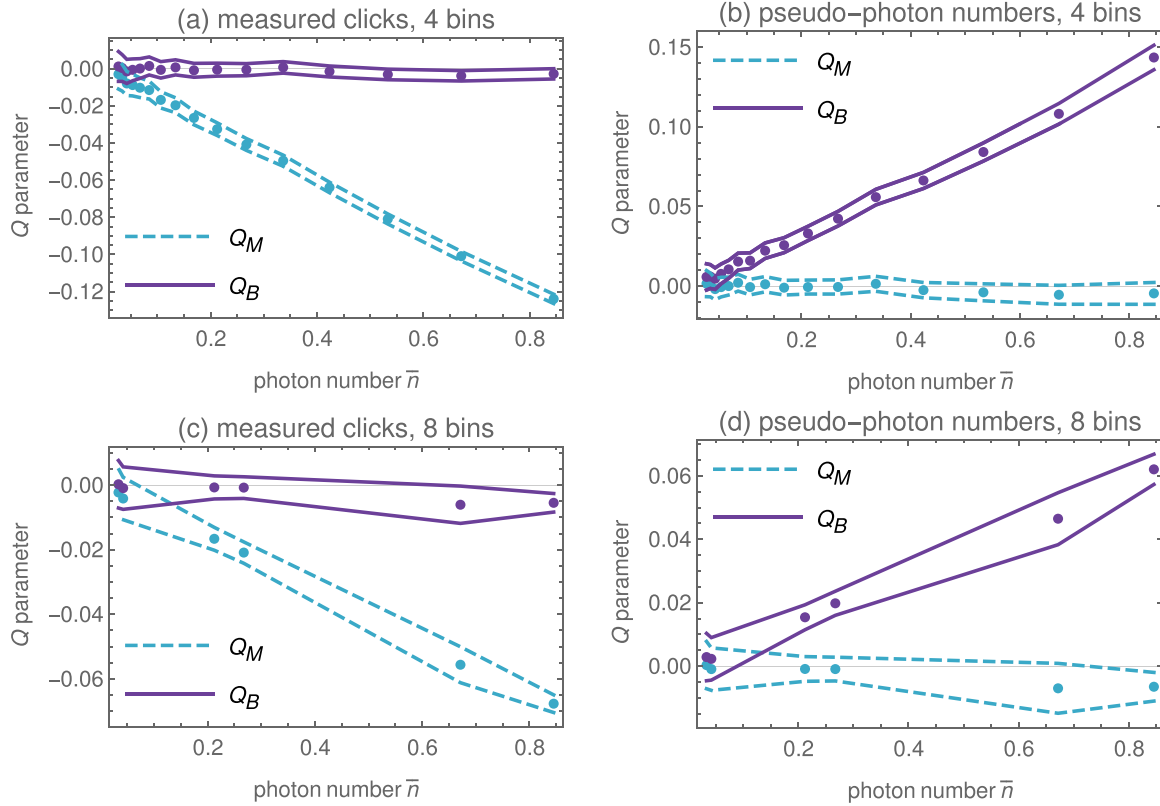 (a) measured clicks, 4 bins
0.00
−0.02
−0.04
−0.06
−0.08
−0.10
−0.12
Q parameter
Q_M
Q_B
0.2 0.4 0.6 0.8
photon number n̅
(b) pseudo−photon numbers, 4 bins
0.15
0.10
0.05
0.00
Q parameter
Q_M
Q_B
0.2 0.4 0.6 0.8
photon number n̅
(c) measured clicks, 8 bins
0.00
−0.02
−0.04
−0.06
Q parameter
Q_M
Q_B
0.2 0.4 0.6 0.8
photon number n̅
(d) pseudo−photon numbers, 8 bins
0.06
0.04
0.02
0.00
Q parameter
Q_M
Q_B
0.2 0.4 0.6 0.8
photon number n̅